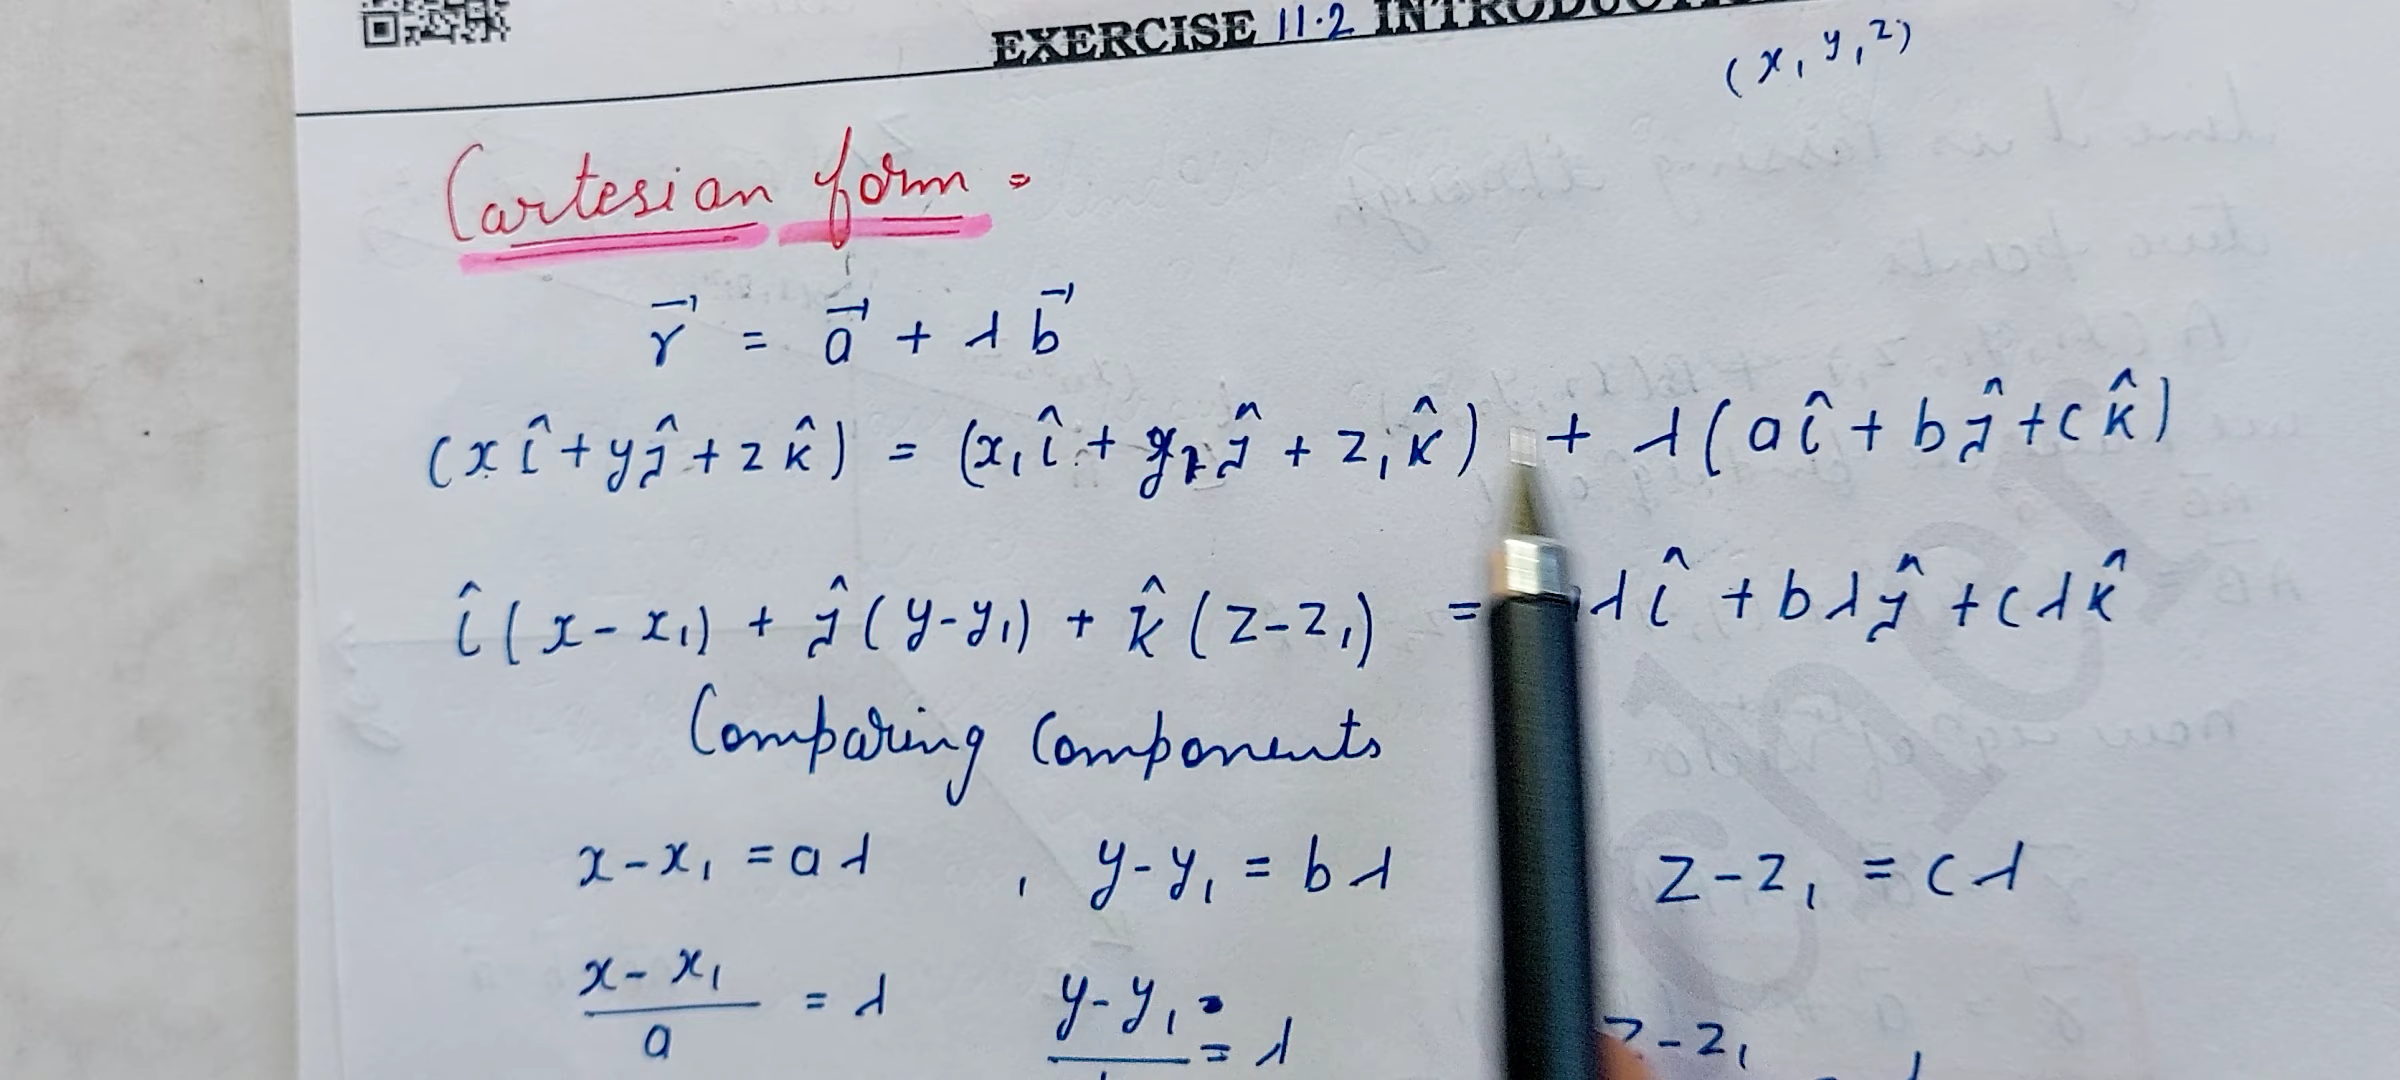 EXERCISE 11.2
(x, y, z)
Cartesian form =
r⃗ = a⃗ + λ b⃗
(x î + y ĵ + z k̂) = (x₁ î + y₁ ĵ + z₁ k̂) + λ (a î + b ĵ + c k̂)
î (x - x₁) + ĵ (y - y₁) + k̂ (z - z₁) = λ î + b λ ĵ + c λ k̂
Comparing Components
x - x₁ = a λ , y - y₁ = b λ z - z₁ = c λ
x - x₁ / a = λ y - y₁ = λ z - z₁